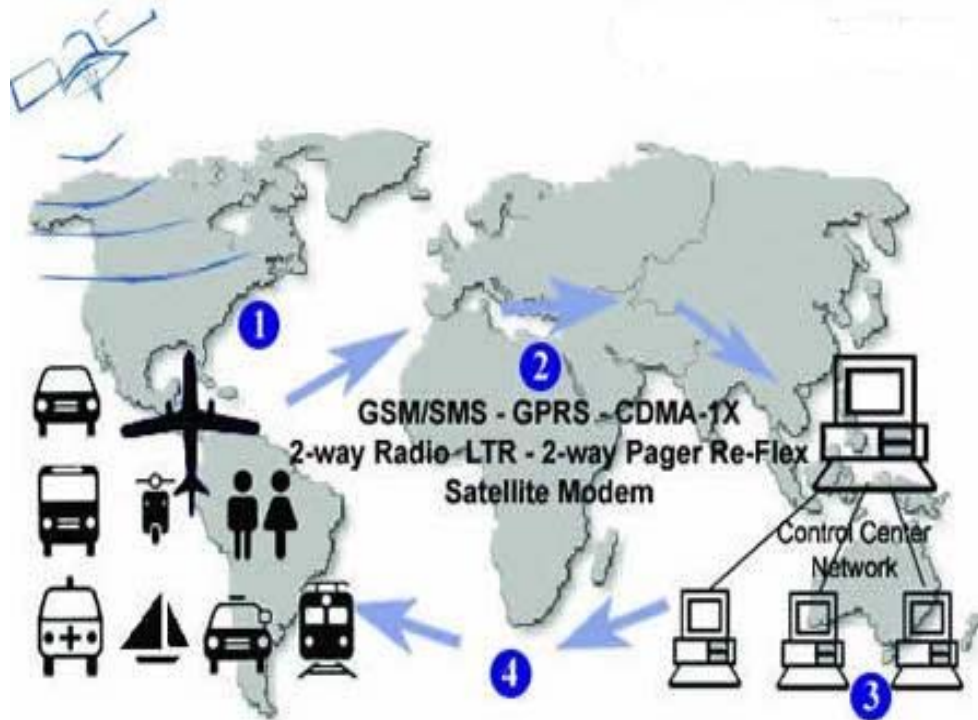 1
2
GSM/SMS - GPRS - CDMA-1X
2-way Radio LTR - 2-way Pager Re-Flex
Satellite Modem
Control Center
Network
3
4